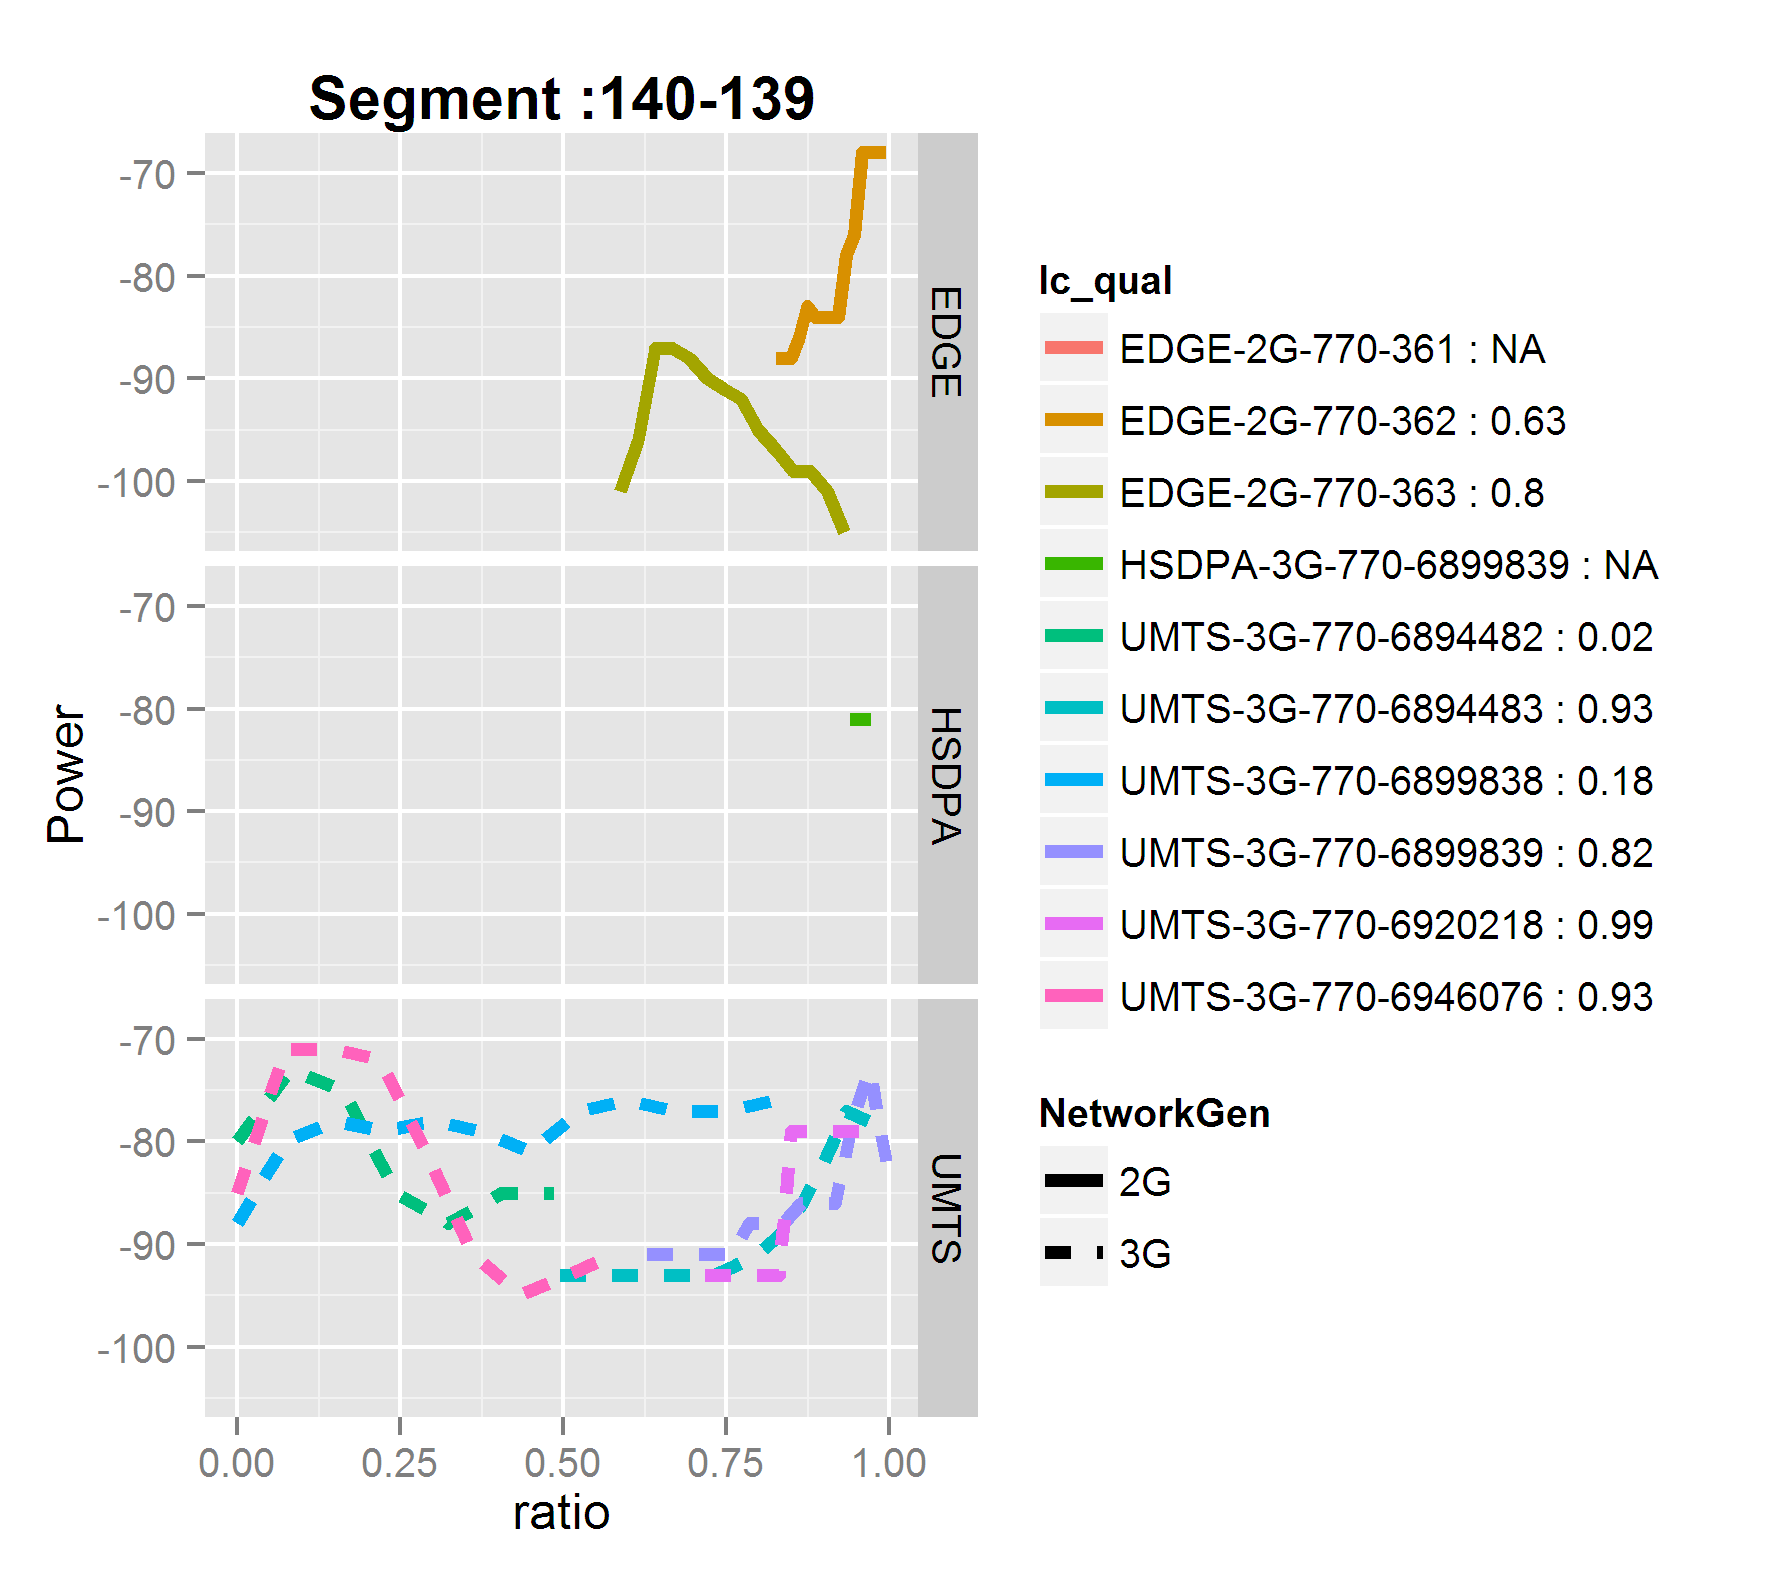 Segment :140-139
-70
-80
-90
-100
EDGE
-70
-80
-90
-100
HSDPA
-70
-80
-90
-100
UMTS
Power
0.00 0.25 0.50 0.75 1.00
ratio
lc_qual
EDGE-2G-770-361 : NA
EDGE-2G-770-362 : 0.63
EDGE-2G-770-363 : 0.8
HSDPA-3G-770-6899839 : NA
UMTS-3G-770-6894482 : 0.02
UMTS-3G-770-6894483 : 0.93
UMTS-3G-770-6899838 : 0.18
UMTS-3G-770-6899839 : 0.82
UMTS-3G-770-6920218 : 0.99
UMTS-3G-770-6946076 : 0.93
NetworkGen
2G
3G